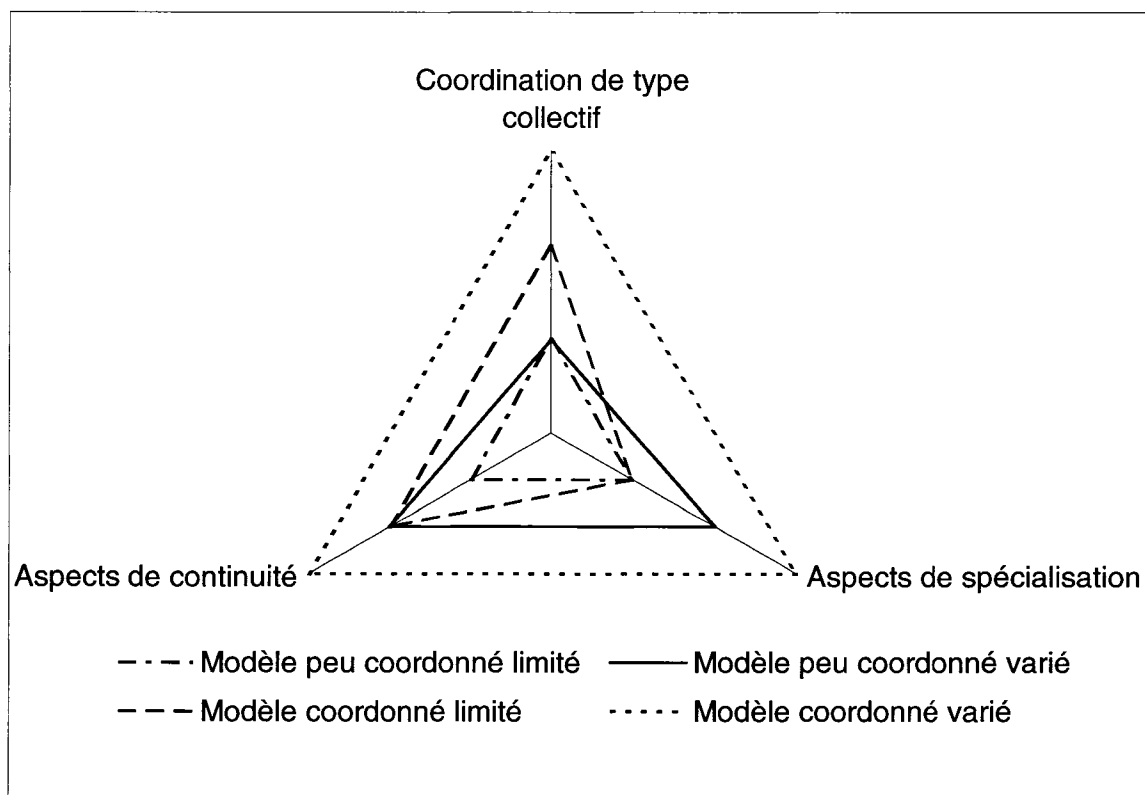 Coordination de type
collectif
Aspects de continuité
Aspects de spécialisation
Modèle peu coordonné limité
Modèle peu coordonné varié
Modèle coordonné limité
Modèle coordonné varié